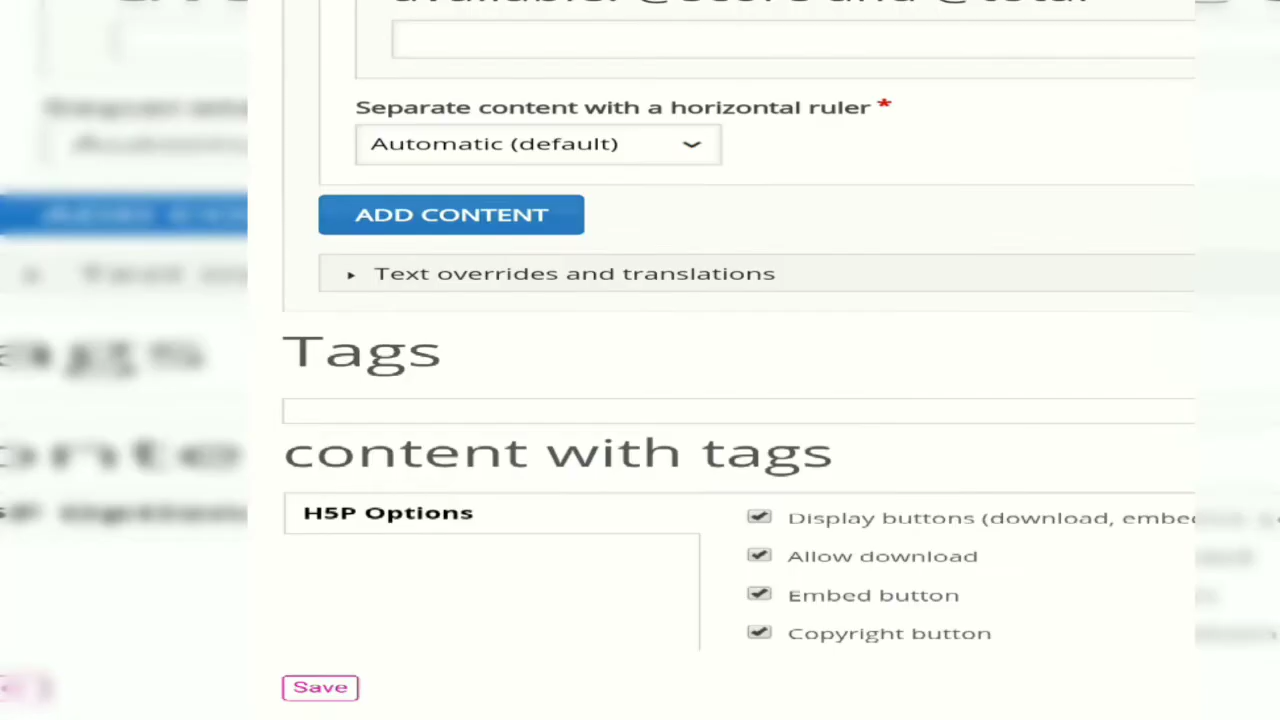 Separate content with a horizontal ruler *
Automatic (default)
ADD CONTENT
Text overrides and translations
Tags
content with tags
H5P Options
Display buttons (download,
Allow download
Embed button
Copyright button
Save